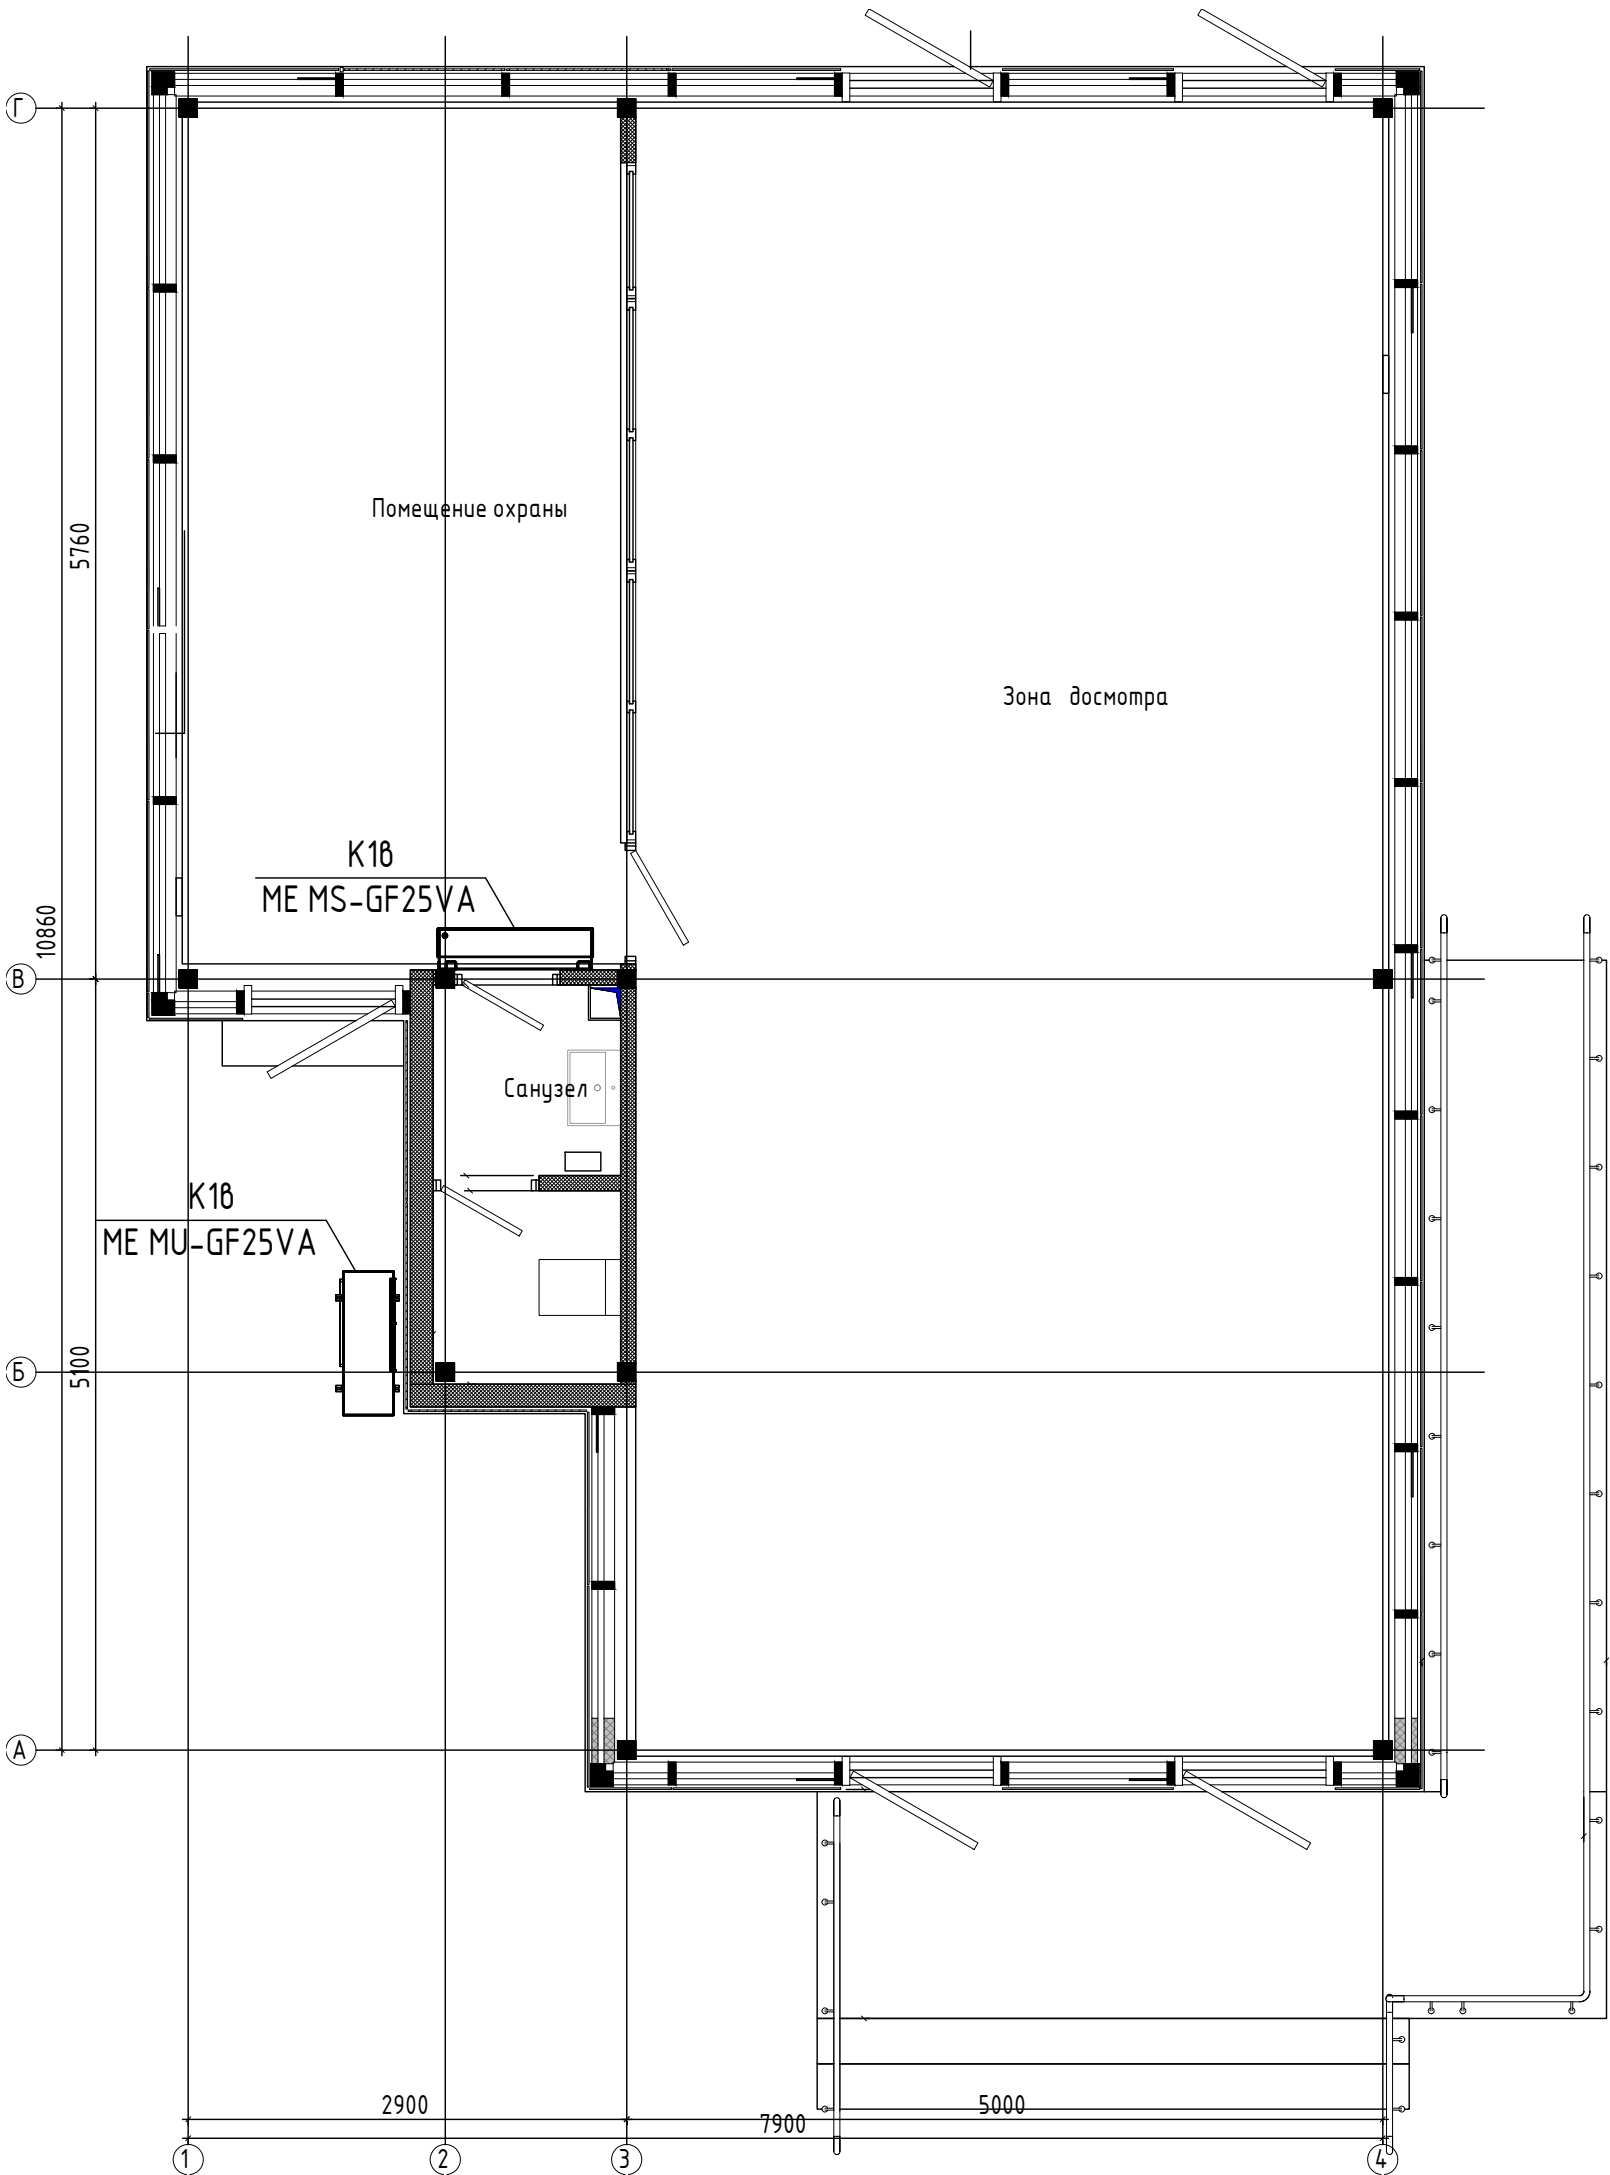 Г
5760
Помещение охраны
Зона досмотра
К1в
ME MS-GF25VA
10860
В
Санузел
К1в
ME MU-GF25VA
5100
Б
А
2900
5000
7900
1
2
3
4